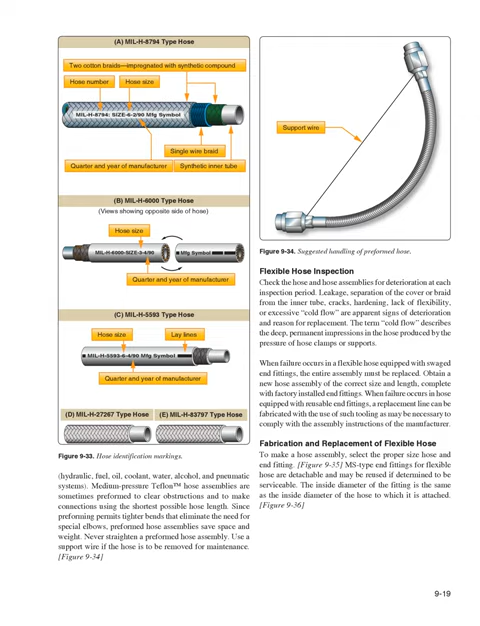 (A) MIL-H-8794 Type Hose
Two cotton braids—impregnated with synthetic compound
Hose number
Hose size
MIL-H-8794: SIZE-6-2/90 Mfg Symbol
Single wire braid
Quarter and year of manufacturer
Synthetic inner tube
(B) MIL-H-6000 Type Hose
(Views showing opposite side of hose)
Hose size
MIL-H-6000-SIZE-3-4/90
Mfg Symbol
Quarter and year of manufacturer
(C) MIL-H-5593 Type Hose
Hose size
Lay lines
MIL-H-5593-6-4/90 Mfg Symbol
Quarter and year of manufacturer
(D) MIL-H-27267 Type Hose
(E) MIL-H-83797 Type Hose
Figure 9-33. Hose identification markings.
(hydraulic, fuel, oil, coolant, water, alcohol, and pneumatic
systems). Medium-pressure Teflon™ hose assemblies are
sometimes preformed to clear obstructions and to make
connections using the shortest possible hose length. Since
preforming permits tighter bends that eliminate the need for
special elbows, preformed hose assemblies save space and
weight. Never straighten a preformed hose assembly. Use a
support wire if the hose is to be removed for maintenance.
[Figure 9-34]
Support wire
Figure 9-34. Suggested handling of preformed hose.
Flexible Hose Inspection
Check the hose and hose assemblies for deterioration at each
inspection period. Leakage, separation of the cover or braid
from the inner tube, cracks, hardening, lack of flexibility,
or excessive “cold flow” are apparent signs of deterioration
and reason for replacement. The term “cold flow” describes
the deep, permanent impressions in the hose produced by the
pressure of hose clamps or supports.
When failure occurs in a flexible hose equipped with swaged
end fittings, the entire assembly must be replaced. Obtain a
new hose assembly of the correct size and length, complete
with factory installed end fittings. When failure occurs in hose
equipped with reusable end fittings, a replacement line can be
fabricated with the use of such tooling as may be necessary to
comply with the assembly instructions of the manufacturer.
Fabrication and Replacement of Flexible Hose
To make a hose assembly, select the proper size hose and
end fitting. [Figure 9-35] MS-type end fittings for flexible
hose are detachable and may be reused if determined to be
serviceable. The inside diameter of the fitting is the same
as the inside diameter of the hose to which it is attached.
[Figure 9-36]
9-19